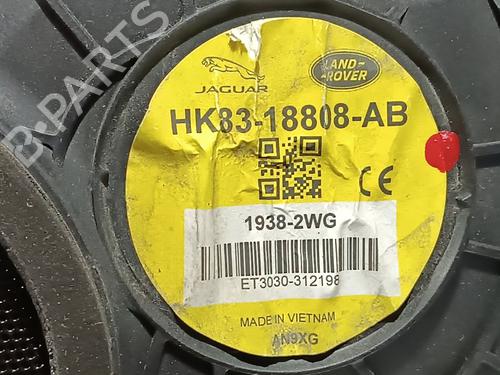 JAGUAR
LAND-
-ROVER
HK83-18808-AB
CE
1938-2WG
ET3030-312198
MADE IN VIETNAM
AN9XG
B-PARTS